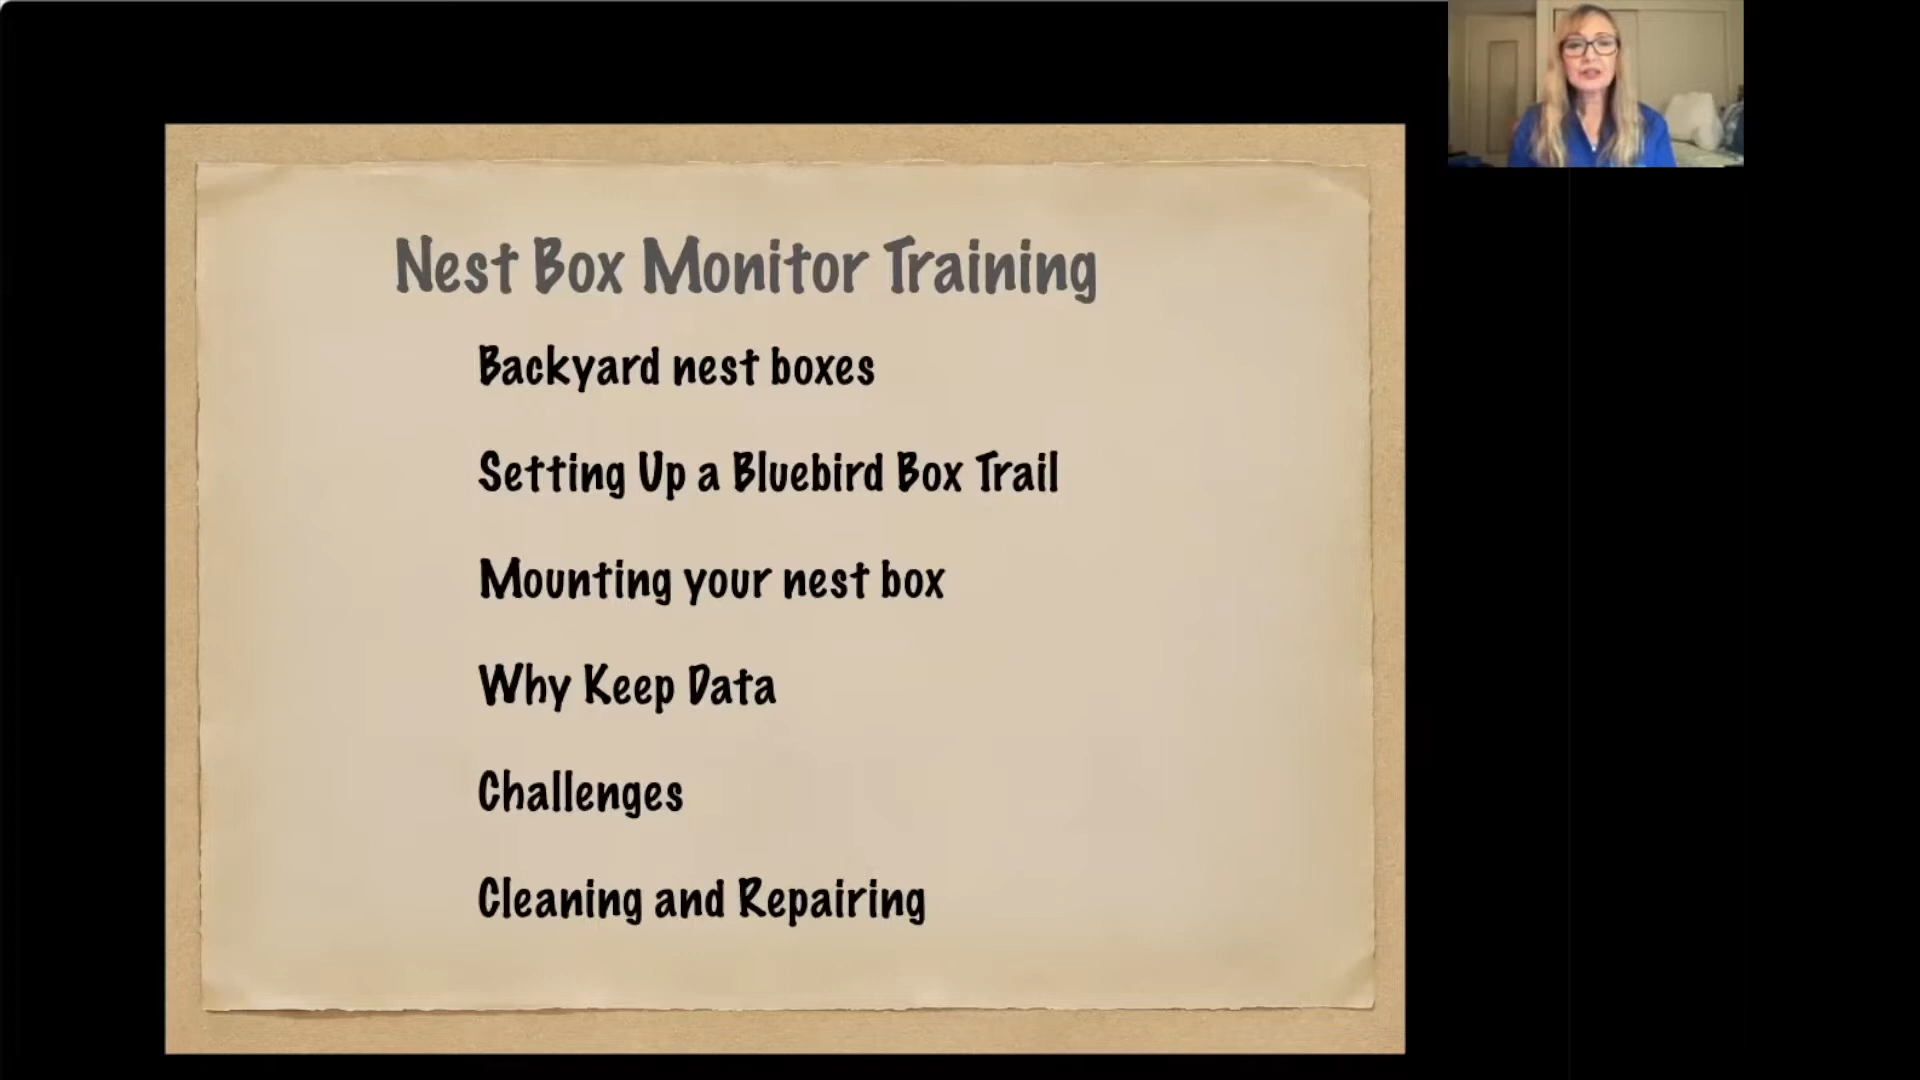 Nest Box Monitor Training
Backyard nest boxes
Setting Up a Bluebird Box Trail
Mounting your nest box
Why Keep Data
Challenges
Cleaning and Repairing